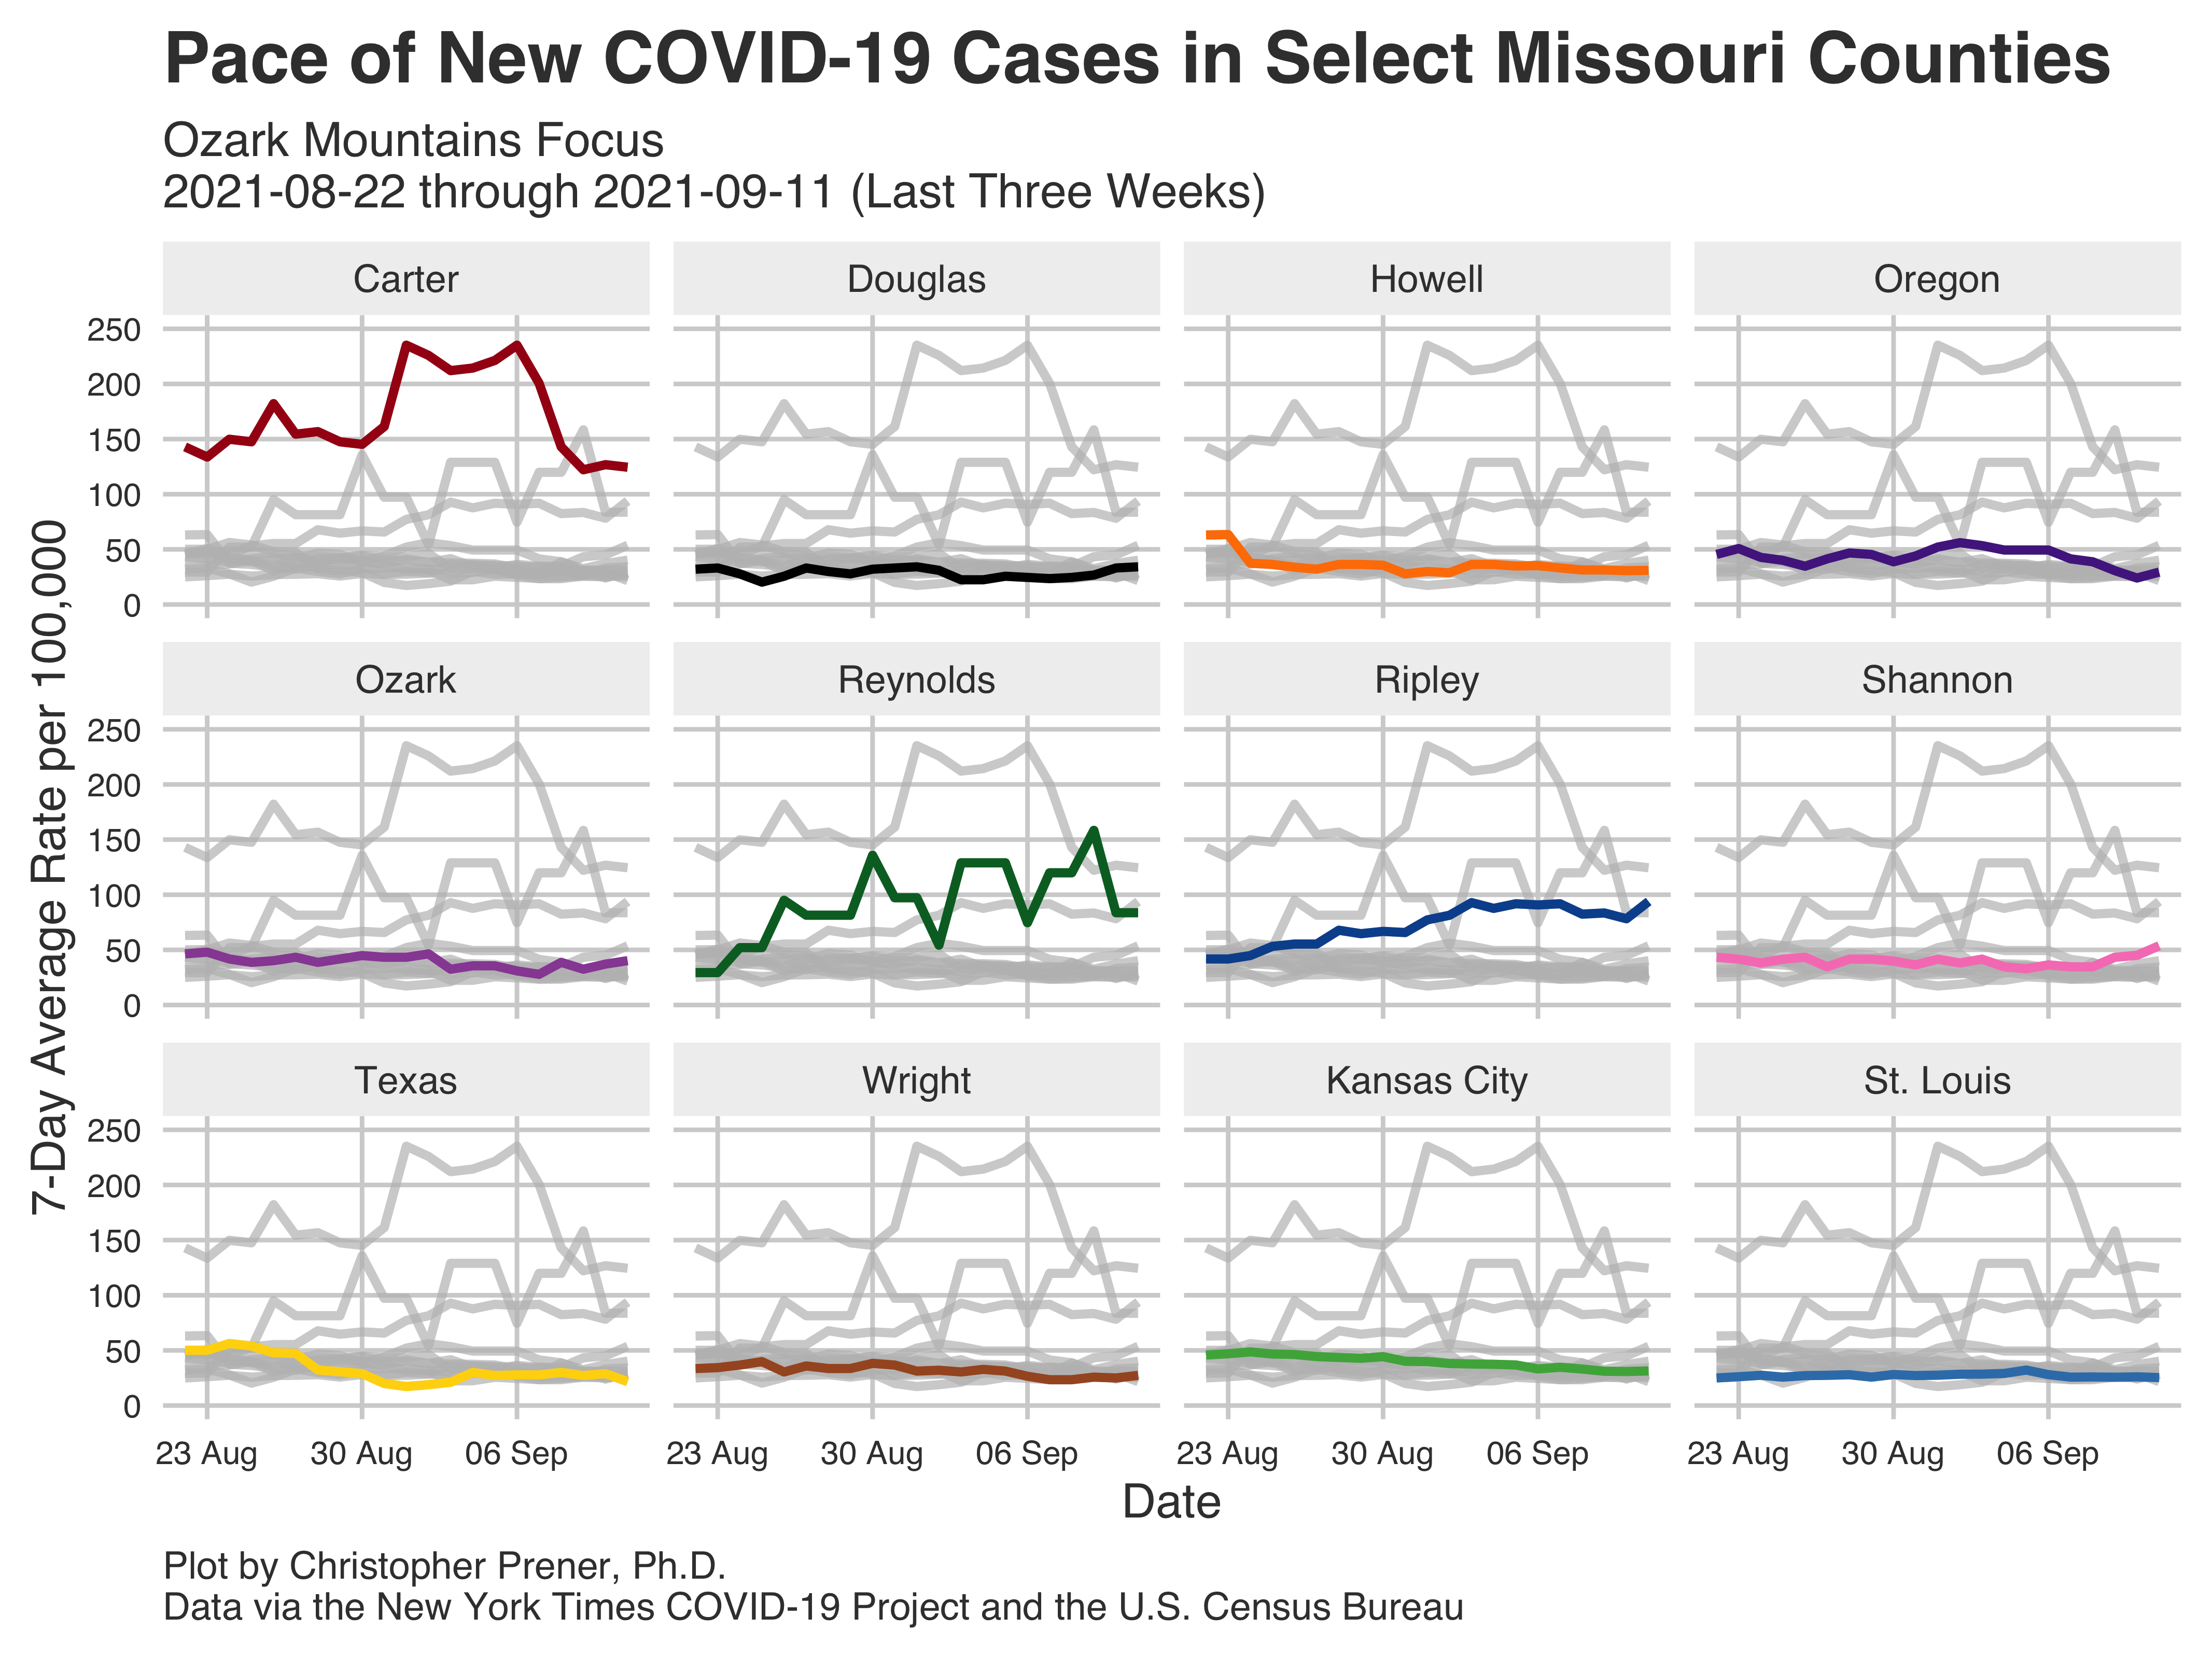 Pace of New COVID-19 Cases in Select Missouri Counties
Ozark Mountains Focus
2021-08-22 through 2021-09-11 (Last Three Weeks)
7-Day Average Rate per 100,000
Carter
Douglas
Howell
Oregon
250
200
150
100
50
0
Ozark
Reynolds
Ripley
Shannon
250
200
150
100
50
0
Texas
Wright
Kansas City
St. Louis
250
200
150
100
50
0
23 Aug 30 Aug 06 Sep
23 Aug 30 Aug 06 Sep
23 Aug 30 Aug 06 Sep
23 Aug 30 Aug 06 Sep
Date
Plot by Christopher Prener, Ph.D.
Data via the New York Times COVID-19 Project and the U.S. Census Bureau